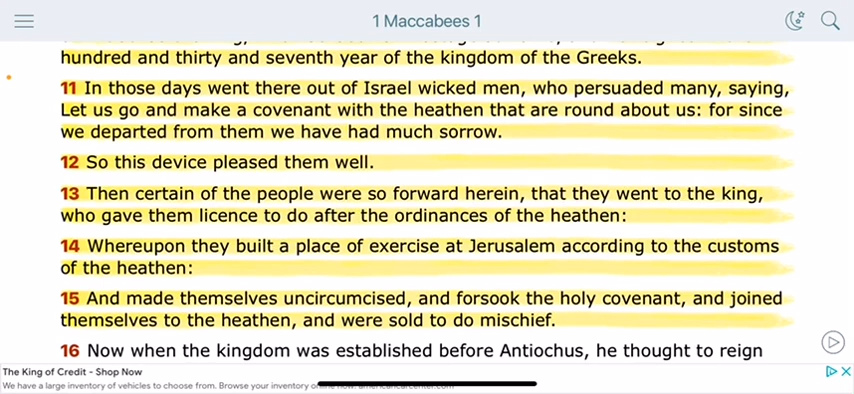 1 Maccabees 1
hundred and thirty and seventh year of the kingdom of the Greeks.
11 In those days went there out of Israel wicked men, who persuaded many, saying,
Let us go and make a covenant with the heathen that are round about us: for since
we departed from them we have had much sorrow.
12 So this device pleased them well.
13 Then certain of the people were so forward herein, that they went to the king,
who gave them licence to do after the ordinances of the heathen:
14 Whereupon they built a place of exercise at Jerusalem according to the customs
of the heathen:
15 And made themselves uncircumcised, and forsook the holy covenant, and joined
themselves to the heathen, and were sold to do mischief.
16 Now when the kingdom was established before Antiochus, he thought to reign
The King of Credit - Shop Now
We have a large inventory of vehicles to choose from. Browse your inventory